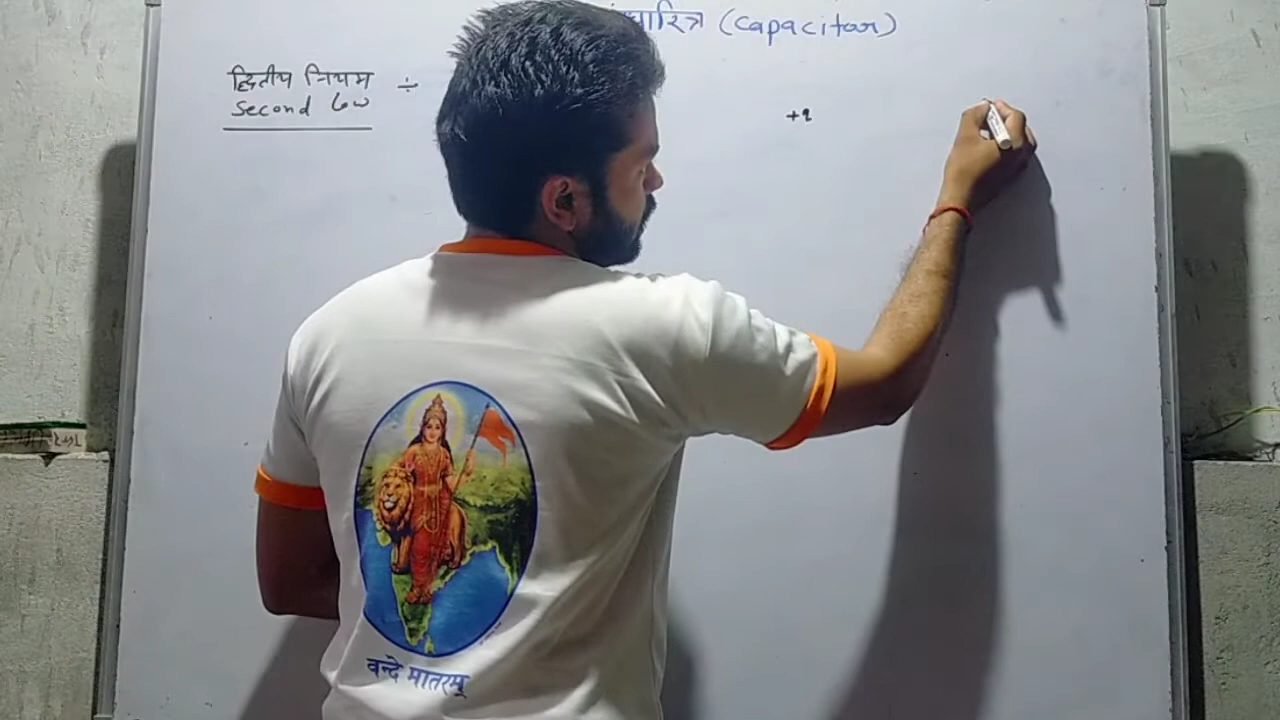 (Capacitor)
द्वितीय नियम ÷
Second law
+q
वन्दे मातरम्